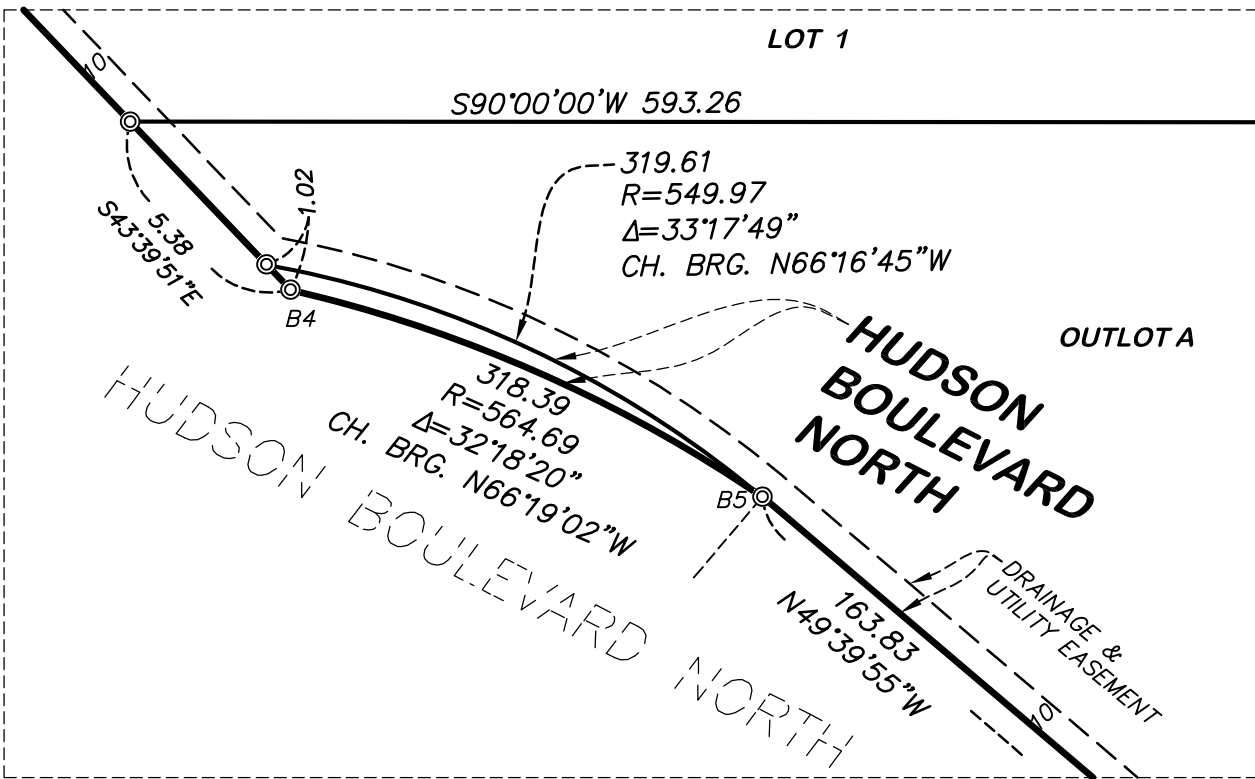 LOT 1
S90°00'00'W 593.26
10
319.61
R=549.97
Δ=33°17'49"
CH. BRG. N66°16'45"W
1.02
5.38
S43°39'51"E
B4
OUTLOT A
HUDSON
BOULEVARD
NORTH
318.39
R=564.69
Δ=32°18'20"
CH. BRG. N66°19'02"W
HUDSON BOULEVARD NORTH
B5
DRAINAGE &
UTILITY EASEMENT
163.83
N49°39'55"W
10